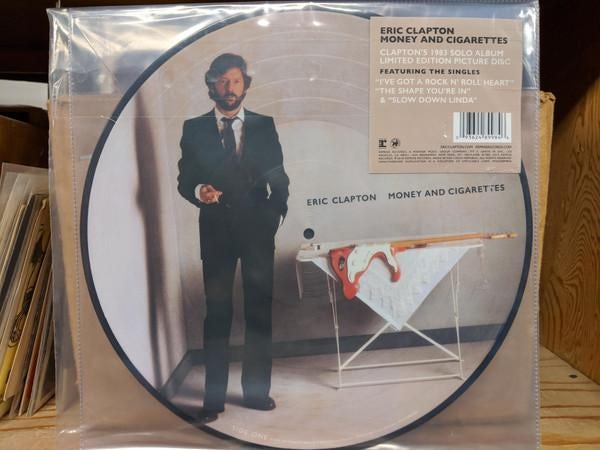 ERIC CLAPTON
MONEY AND CIGARETTES
CLAPTON'S 1983 SOLO ALBUM
LIMITED EDITION PICTURE DISC
FEATURING THE SINGLES
"I'VE GOT A ROCK N' ROLL HEART"
"THE SHAPE YOU'RE IN"
& "SLOW DOWN LINDA"
ERIC CLAPTON MONEY AND CIGARETTES
SIDE ONE